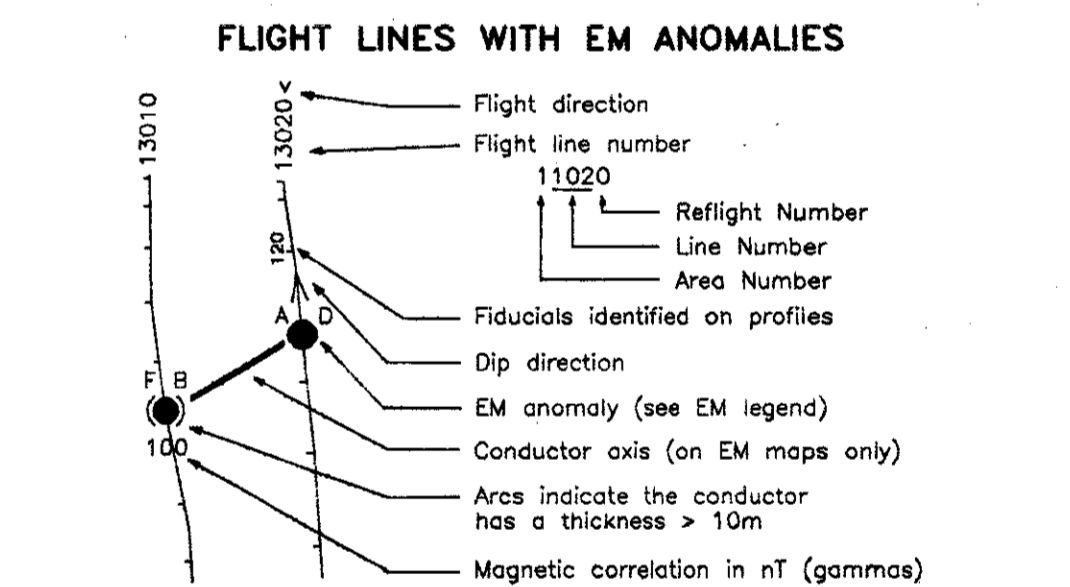 FLIGHT LINES WITH EM ANOMALIES
13010
13020 <
Flight direction
Flight line number
11020
Reflight Number
Line Number
Area Number
120
A D
Fiducials identified on profiles
Dip direction
F B
EM anomaly (see EM legend)
100
Conductor axis (on EM maps only)
Arcs indicate the conductor
has a thickness > 10m
Magnetic correlation in nT (gammas)